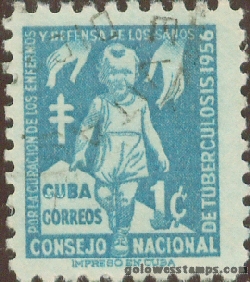 POR LA CURACION DE LOS ENFERMOS
Y DEFENSA DE LOS SANOS
DE TUBERCULOSIS 1956
CUBA
CORREOS
1¢
CONSEJO NACIONAL
IMPRESO EN CUBA
golowesstamps.com